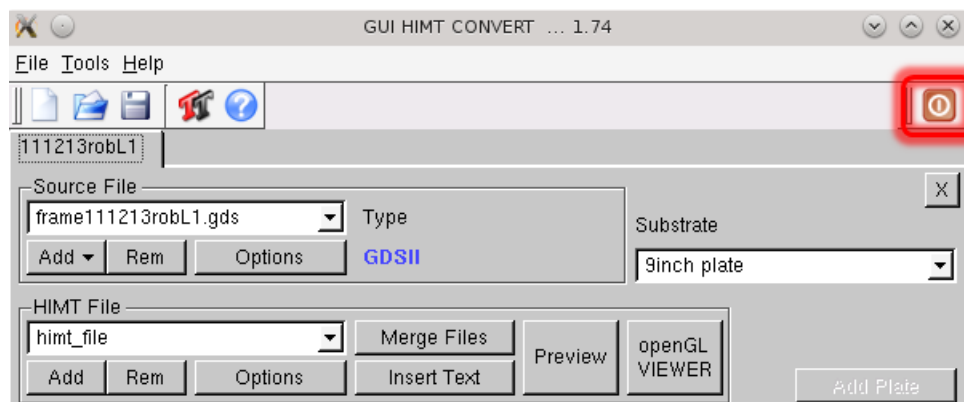 GUI HIMT CONVERT ... 1.74
File Tools Help
111213robL1
Source File
X
frame111213robL1.gds
Type
Substrate
Add
Rem
Options
GDSII
9inch plate
HIMT File
himt_file
Merge Files
Preview
openGL
VIEWER
Add
Rem
Options
Insert Text
Add Plate